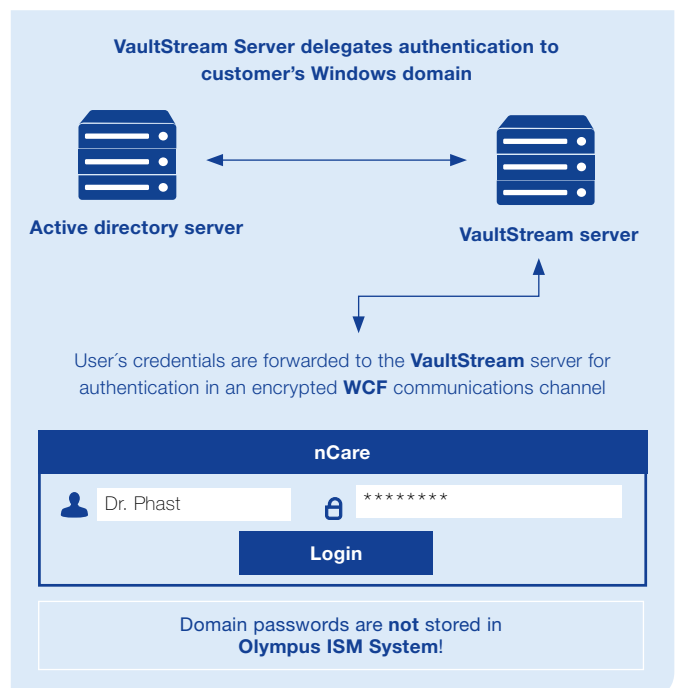 VaultStream Server delegates authentication to
customer's Windows domain
Active directory server
VaultStream server
User´s credentials are forwarded to the VaultStream server for
authentication in an encrypted WCF communications channel
nCare
Dr. Phast
********
Login
Domain passwords are not stored in
Olympus ISM System!